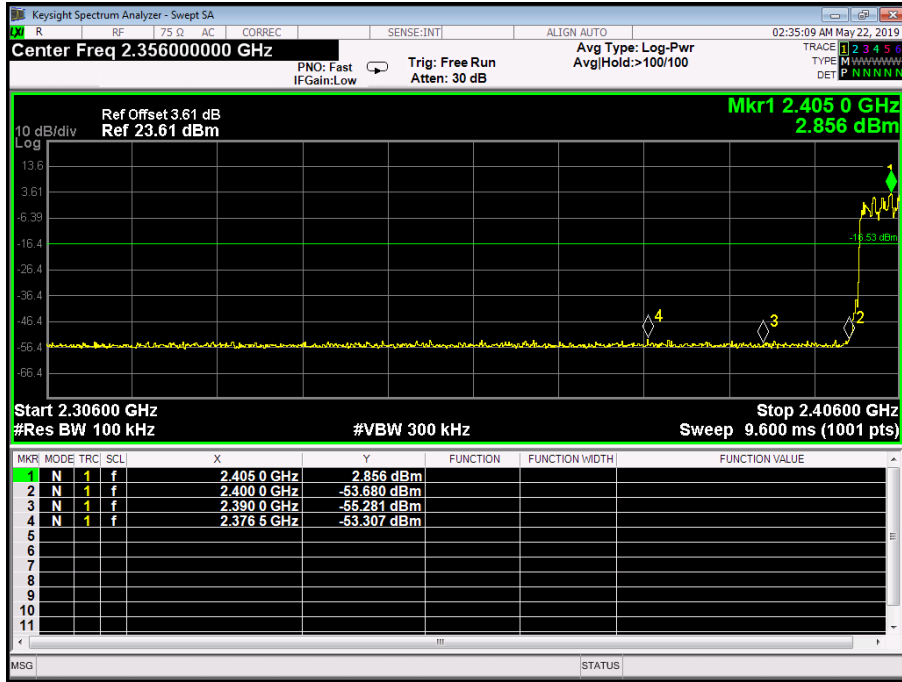 Keysight Spectrum Analyzer - Swept SA
LXI R RF 75 Ω AC CORREC SENSE:INT ALIGN AUTO 02:35:09 AM May 22, 2019
Center Freq 2.356000000 GHz
PNO: Fast
IFGain:Low
Trig: Free Run
Atten: 30 dB
Avg Type: Log-Pwr
Avg|Hold:>100/100
TRACE 1 2 3 4 5 6
TYPE M WWWWW
DET P N N N N N
Mkr1 2.405 0 GHz
2.856 dBm
Ref Offset 3.61 dB
10 dB/div Ref 23.61 dBm
Log
13.6
3.61
-6.39
-16.4
-26.4
-36.4
-46.4
-56.4
-66.4
1
-16.53 dBm
4
3
2
Start 2.30600 GHz Stop 2.40600 GHz
#Res BW 100 kHz #VBW 300 kHz Sweep 9.600 ms (1001 pts)
MKR MODE TRC SCL X Y FUNCTION FUNCTION WIDTH FUNCTION VALUE
1 N 1 f 2.405 0 GHz 2.856 dBm
2 N 1 f 2.400 0 GHz -53.680 dBm
3 N 1 f 2.390 0 GHz -55.281 dBm
4 N 1 f 2.376 5 GHz -53.307 dBm
5
6
7
8
9
10
11
MSG STATUS